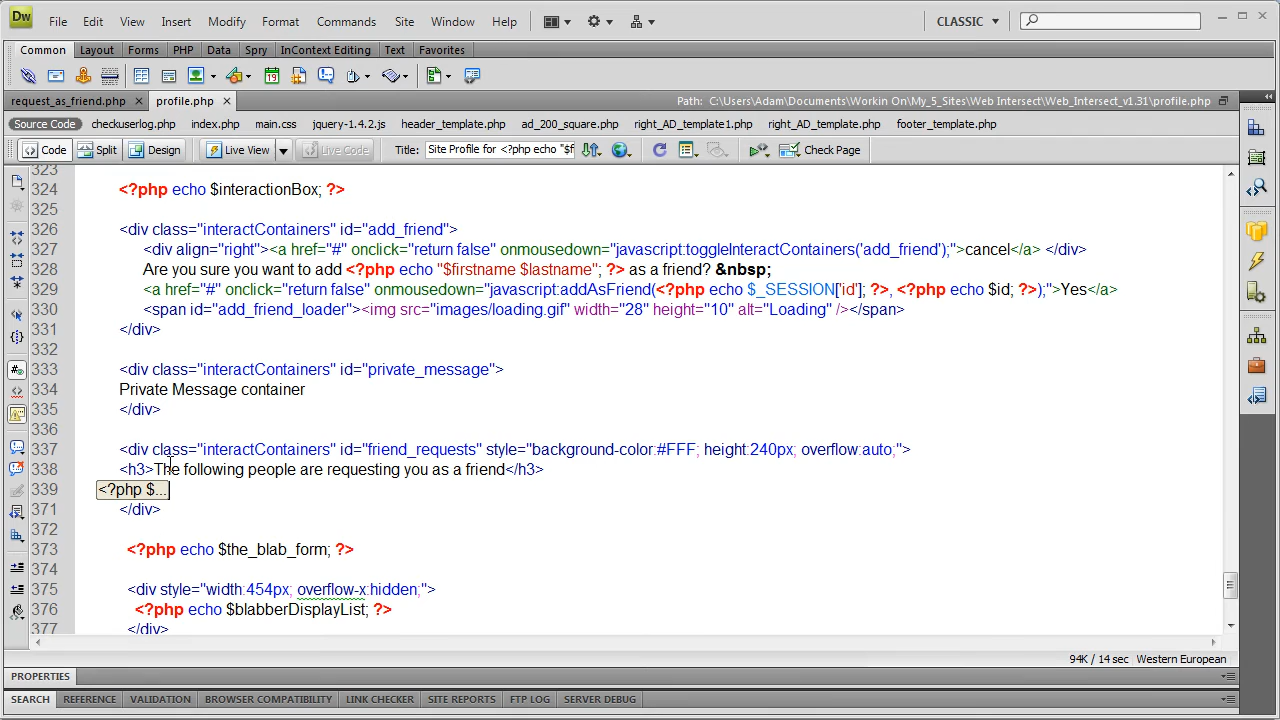 Dw File Edit View Insert Modify Format Commands Site Window Help CLASSIC
Common Layout Forms PHP Data Spry InContext Editing Text Favorites
request_as_friend.php × profile.php × Path: C:\Users\Adam\Documents\Workin On\My_5_Sites\Web Intersect\Web_Intersect_v1.31\profile.php
Source Code checkuserlog.php index.php main.css jquery-1.4.2.js header_template.php ad_200_square.php right_AD_template1.php right_AD_template.php footer_template.php
Code Split Design Live View Live Code Title: Site Profile for <?php echo "$f Check Page
323
324 <?php echo $interactionBox; ?>
325
326 <div class="interactContainers" id="add_friend">
327 <div align="right"><a href="#" onclick="return false" onmousedown="javascript:toggleInteractContainers('add_friend');">cancel</a> </div>
328 Are you sure you want to add <?php echo "$firstname $lastname"; ?> as a friend? &nbsp;
329 <a href="#" onclick="return false" onmousedown="javascript:addAsFriend(<?php echo $_SESSION['id']; ?>, <?php echo $id; ?>);">Yes</a>
330 <span id="add_friend_loader"><img src="images/loading.gif" width="28" height="10" alt="Loading" /></span>
331 </div>
332
333 <div class="interactContainers" id="private_message">
334 Private Message container
335 </div>
336
337 <div class="interactContainers" id="friend_requests" style="background-color:#FFF; height:240px; overflow:auto;">
338 <h3>The following people are requesting you as a friend</h3>
339 <?php $...
371 </div>
372
373 <?php echo $the_blab_form; ?>
374
375 <div style="width:454px; overflow-x:hidden;">
376 <?php echo $blabberDisplayList; ?>
377 </div>
94K / 14 sec Western European
PROPERTIES
SEARCH REFERENCE VALIDATION BROWSER COMPATIBILITY LINK CHECKER SITE REPORTS FTP LOG SERVER DEBUG